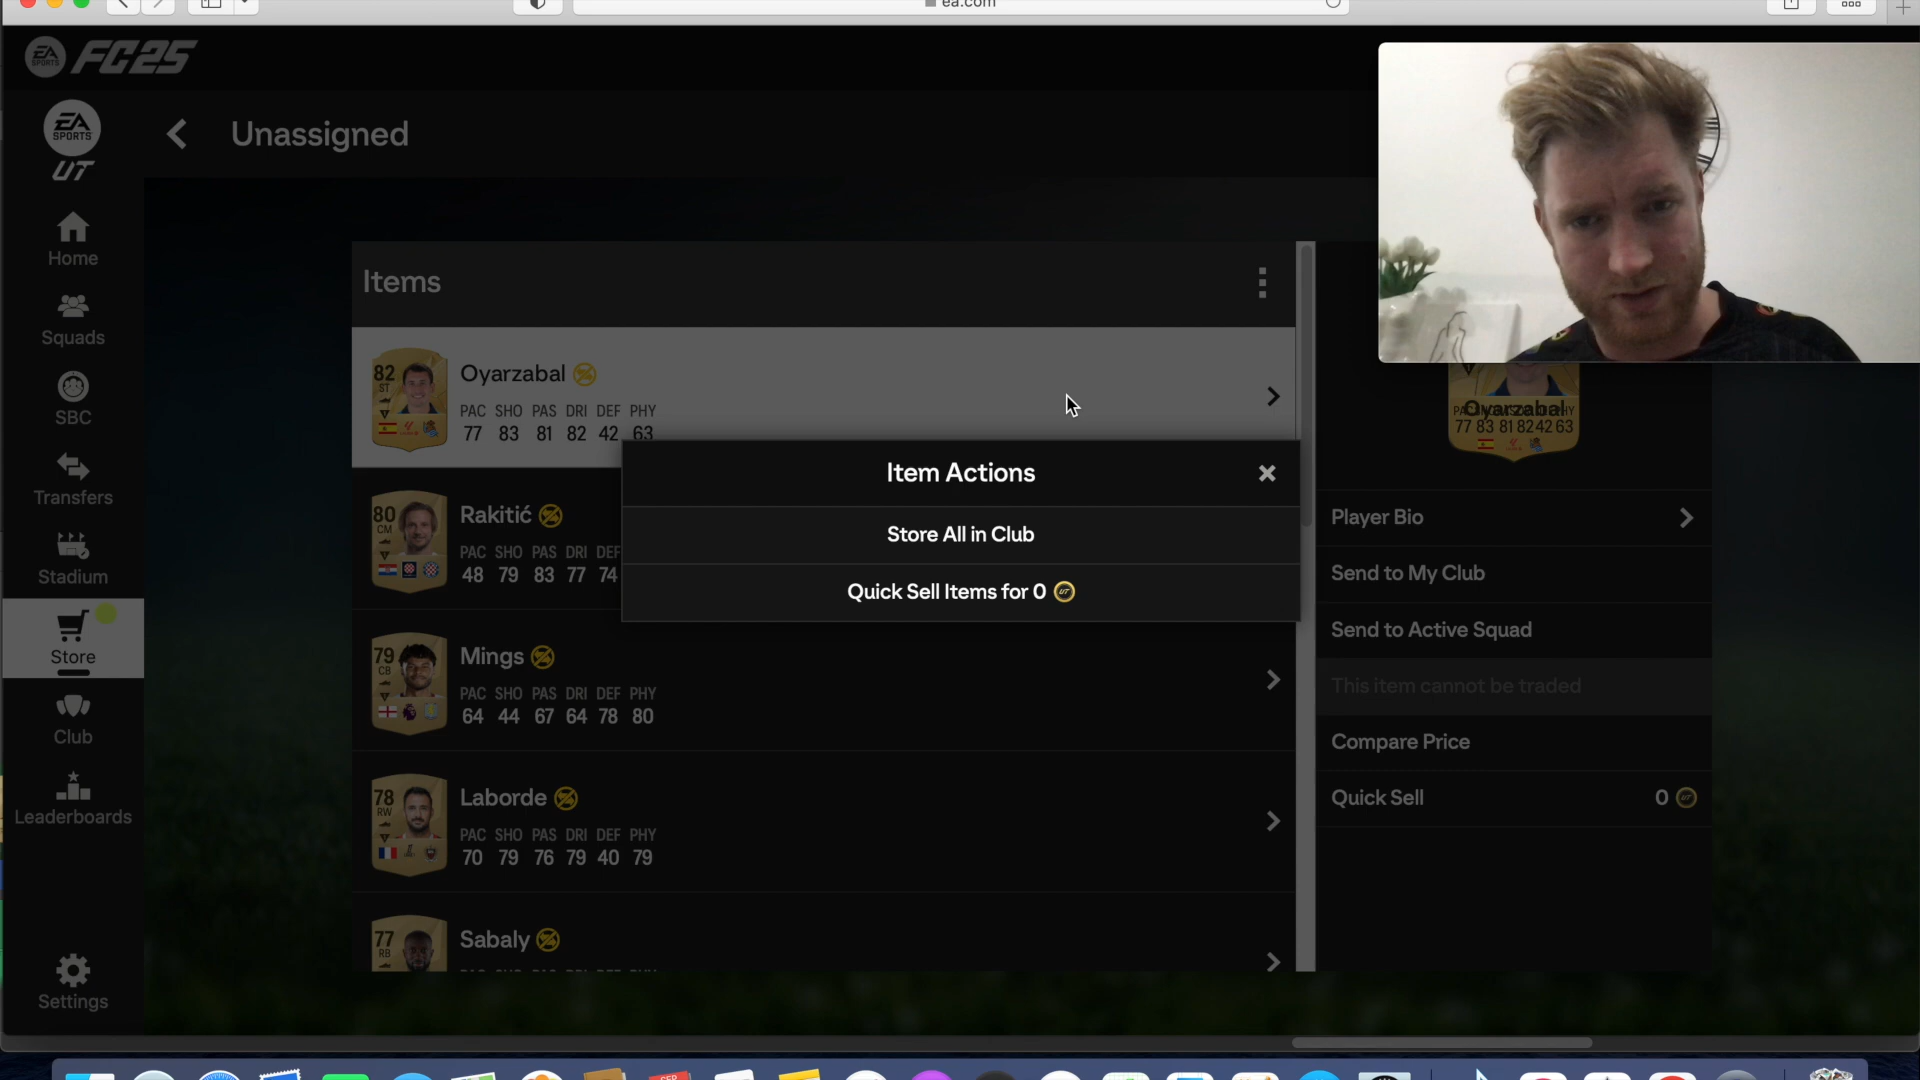 ea.com
EA SPORTS FC25
EA SPORTS
UT
Unassigned
Home
Squads
SBC
Transfers
Stadium
Store
Club
Leaderboards
Settings
Items
82
ST
Oyarzabal
PAC SHO PAS DRI DEF PHY
77 83 81 82 42 63
80
CM
Rakitić
PAC SHO PAS DRI DEF
48 79 83 77 74
79
CB
Mings
PAC SHO PAS DRI DEF PHY
64 44 67 64 78 80
78
RW
Laborde
PAC SHO PAS DRI DEF PHY
70 79 76 79 40 79
77
RB
Sabaly
Item Actions
Store All in Club
Quick Sell Items for 0
Oyarzabal
77 83 81 82 42 63
Player Bio
Send to My Club
Send to Active Squad
This item cannot be traded
Compare Price
Quick Sell 0
SEP